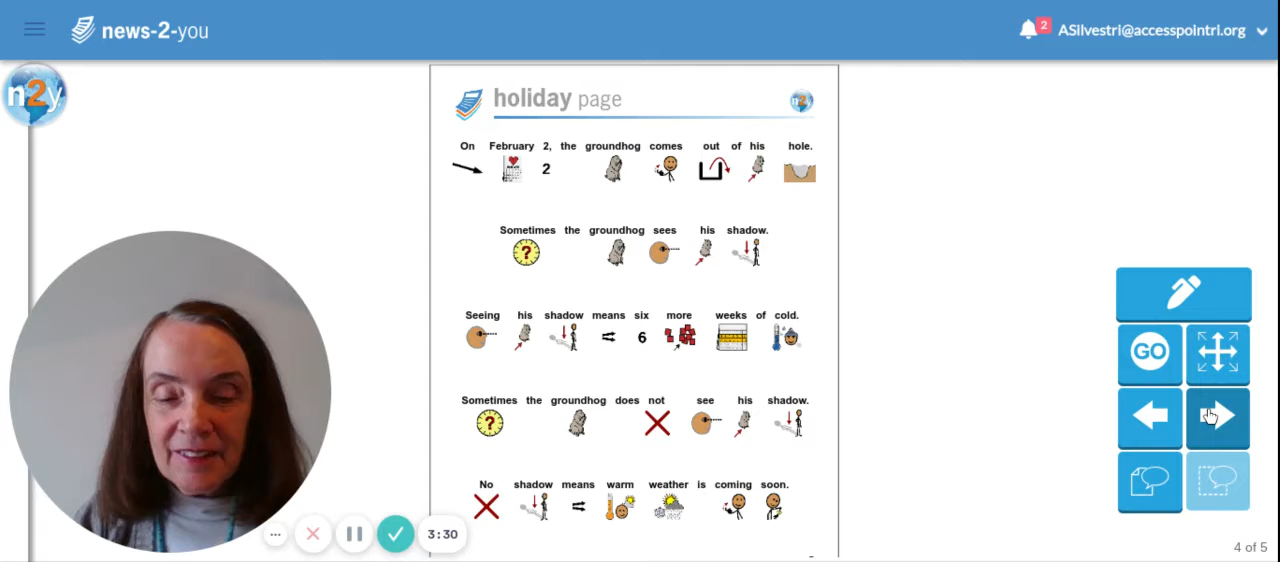 news-2-you
2
ASilvestri@accesspointri.org
n2y
holiday page
n2y
On February 2, the groundhog comes out of his hole.
2
Sometimes the groundhog sees his shadow.
?
Seeing his shadow means six more weeks of cold.
6
Sometimes the groundhog does not see his shadow.
?
No shadow means warm weather is coming soon.
GO
3:30
4 of 5